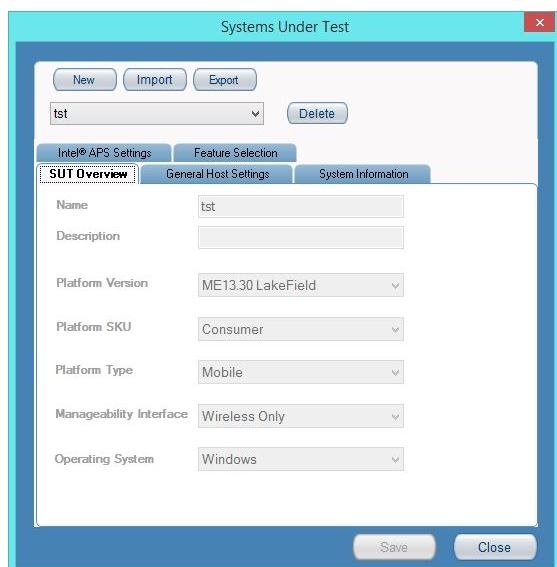 Systems Under Test
New Import Export
tst Delete
Intel® APS Settings Feature Selection
SUT Overview General Host Settings System Information
Name tst
Description
Platform Version ME13.30 LakeField
Platform SKU Consumer
Platform Type Mobile
Manageability Interface Wireless Only
Operating System Windows
Save Close